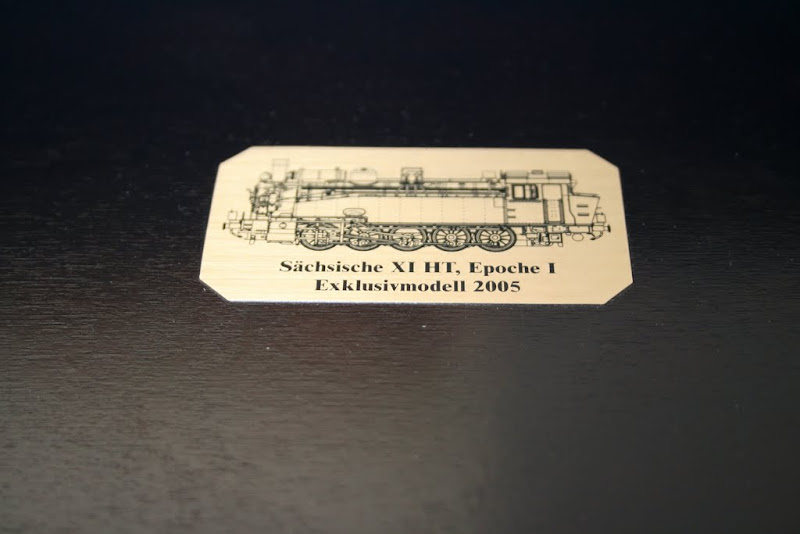 Sächsische XI HT, Epoche I
Exklusivmodell 2005